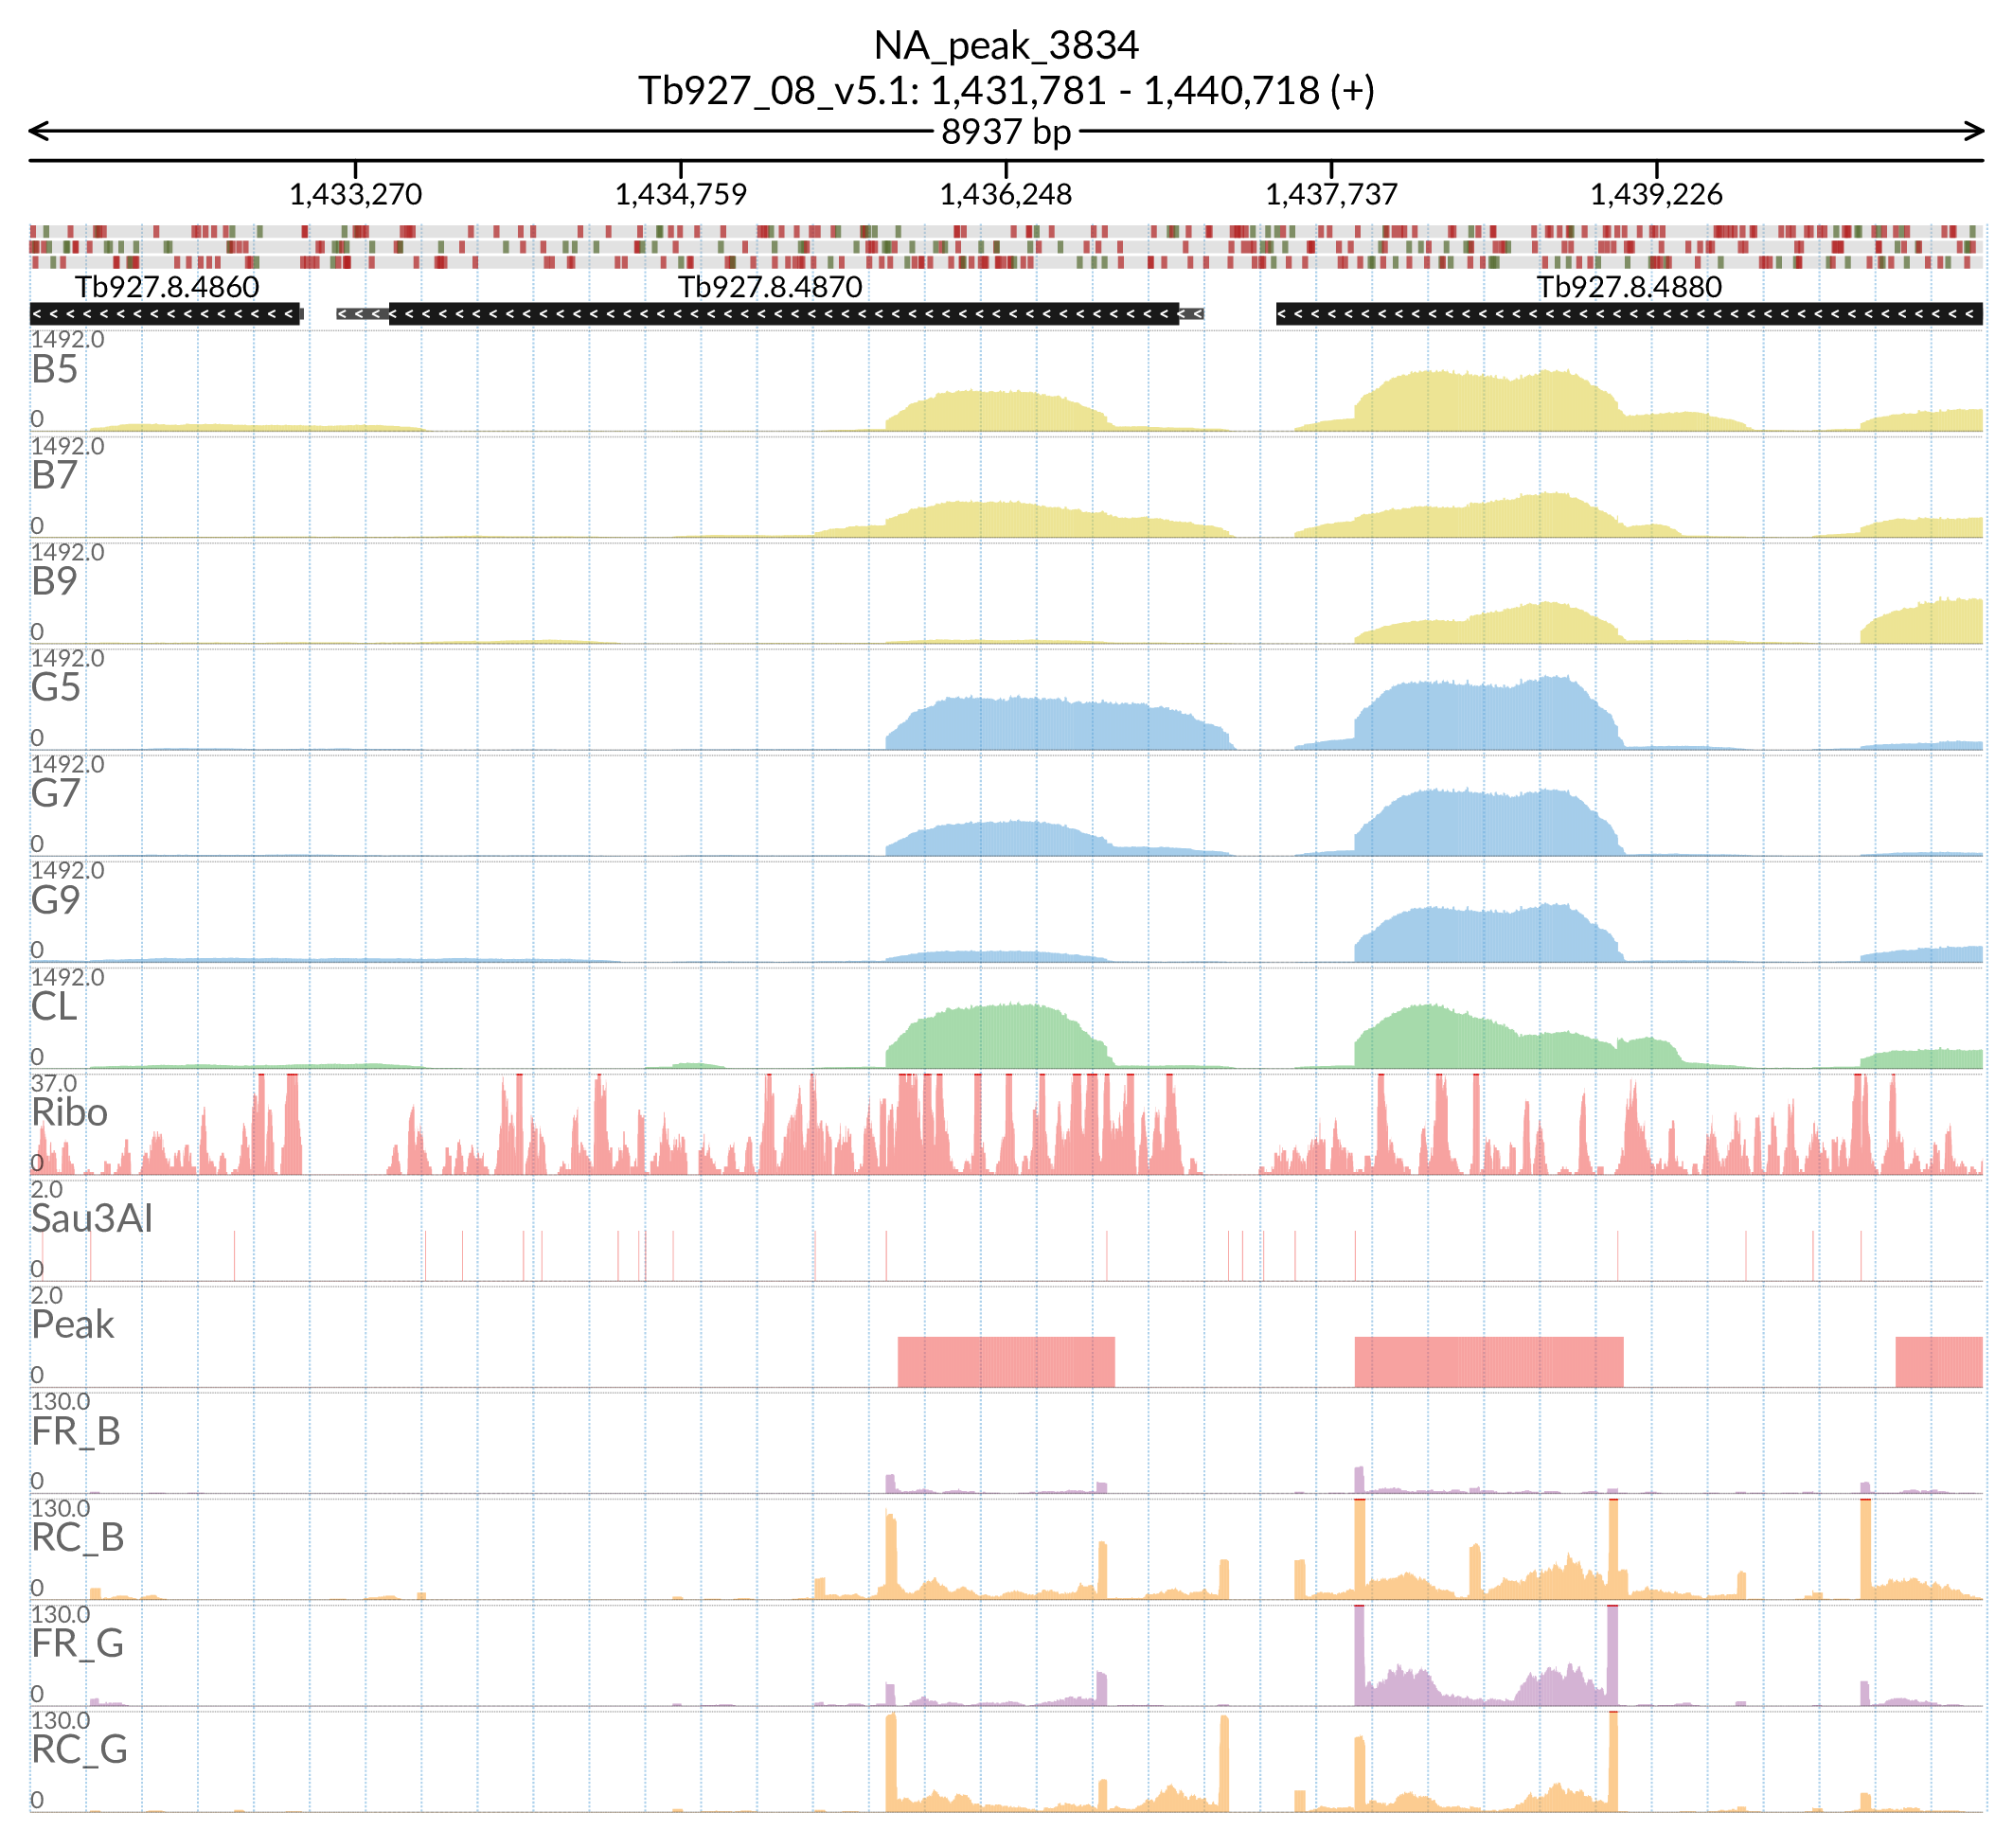 NA_peak_3834
Tb927_08_v5.1: 1,431,781 - 1,440,718 (+)
8937 bp
1,433,270 1,434,759 1,436,248 1,437,737 1,439,226
Tb927.8.4860 Tb927.8.4870 Tb927.8.4880
1492.0
B5
0
1492.0
B7
0
1492.0
B9
0
1492.0
G5
0
1492.0
G7
0
1492.0
G9
0
1492.0
CL
0
37.0
Ribo
0
2.0
Sau3AI
0
2.0
Peak
0
130.0
FR_B
0
130.0
RC_B
0
130.0
FR_G
0
130.0
RC_G
0